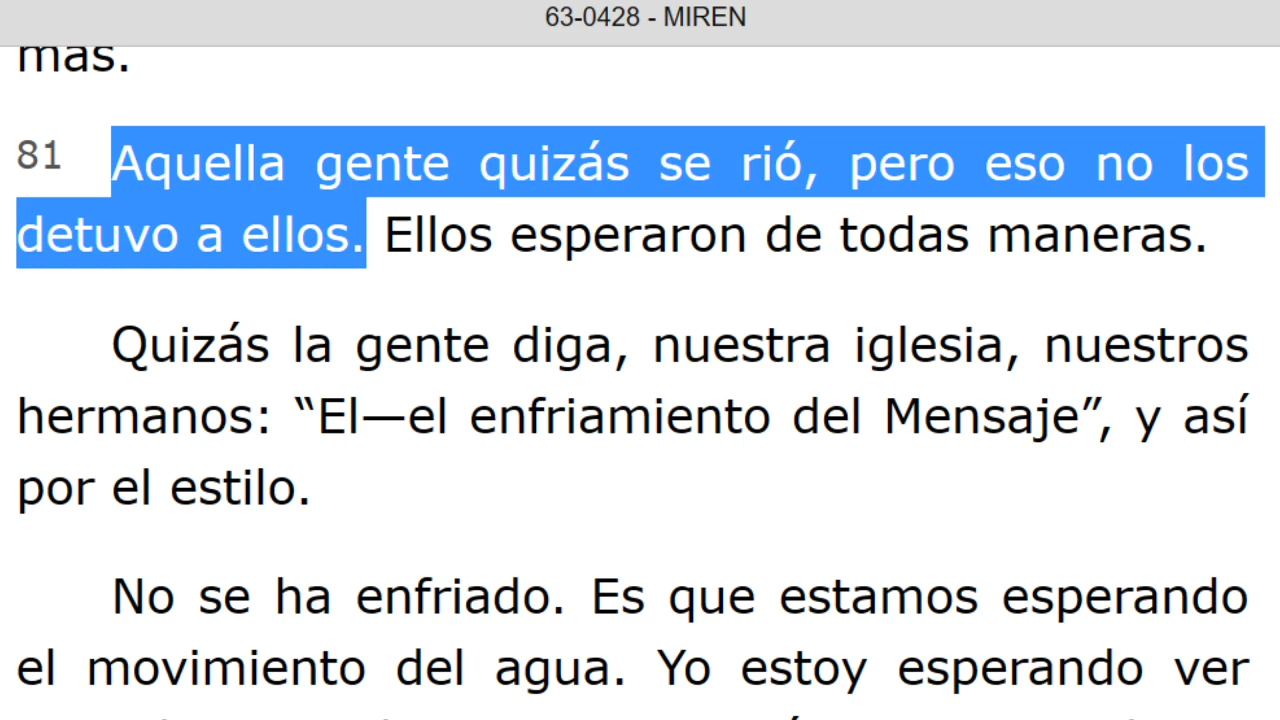 63-0428 - MIREN
mas.
81 Aquella gente quizás se rió, pero eso no los
detuvo a ellos. Ellos esperaron de todas maneras.
Quizás la gente diga, nuestra iglesia, nuestros
hermanos: “El—el enfriamiento del Mensaje”, y así
por el estilo.
No se ha enfriado. Es que estamos esperando
el movimiento del agua. Yo estoy esperando ver